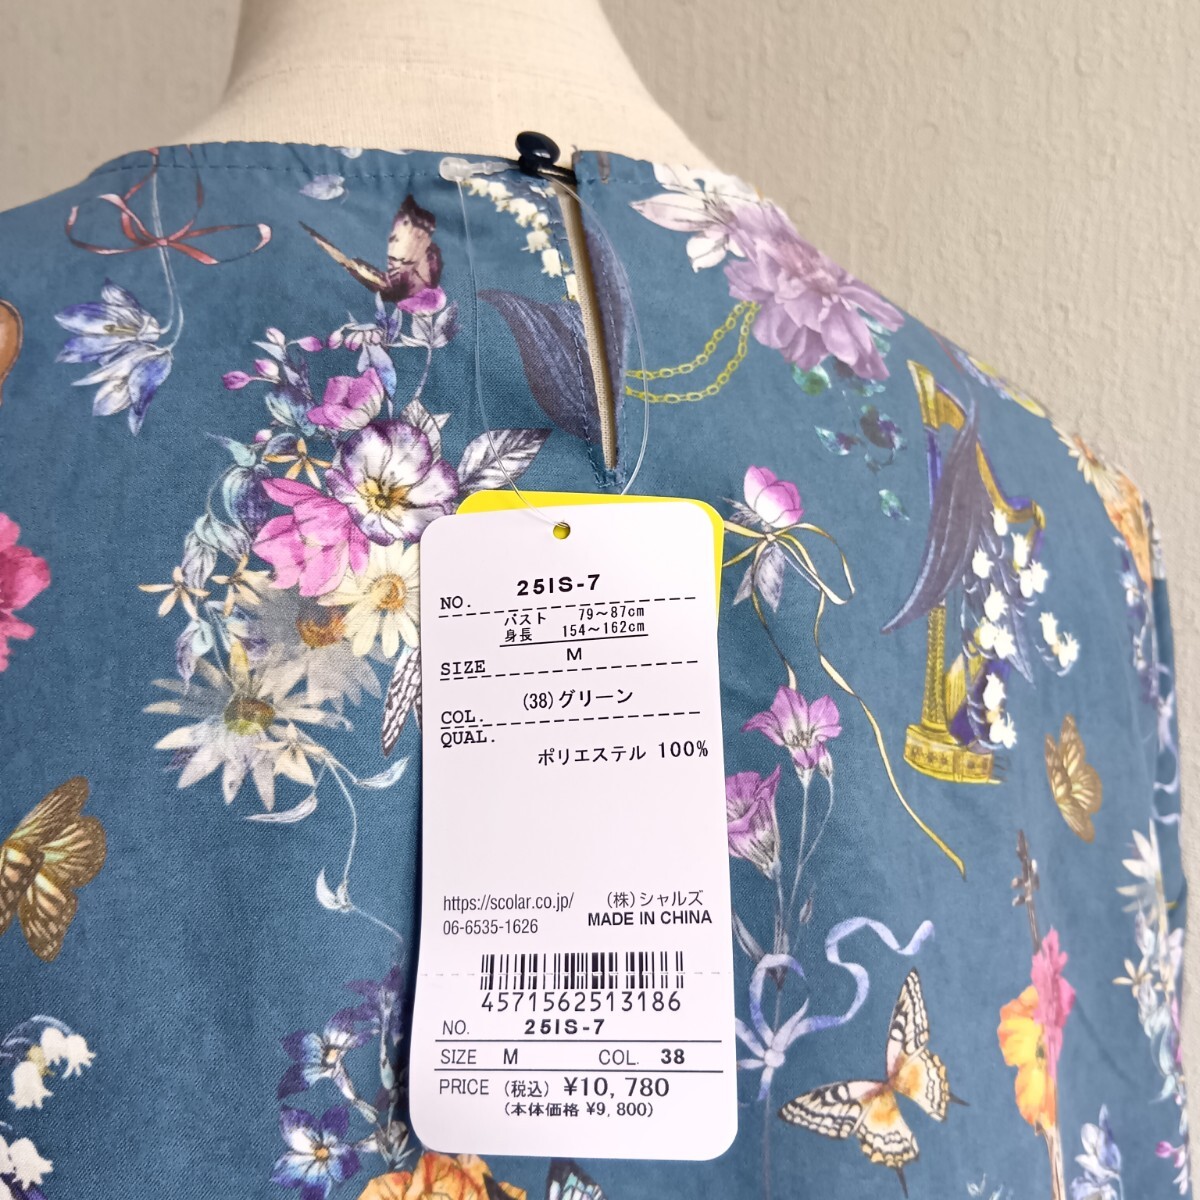 NO. 25IS-7
バスト 79～87cm
身長 154～162cm
SIZE M
COL. (38)グリーン
QUAL.
ポリエステル 100%
https://scolar.co.jp/ (株)シャルズ
06-6535-1626 MADE IN CHINA
4571562513186
NO. 25IS-7
SIZE M COL. 38
PRICE (税込) ¥10,780
(本体価格 ¥9,800)